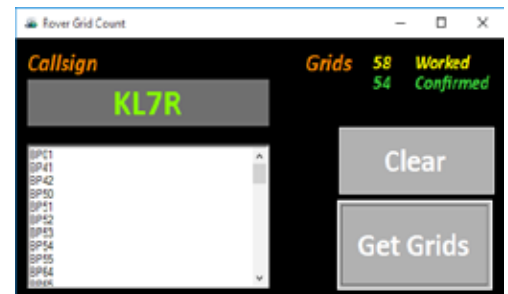 Rover Grid Count
Callsign
Grids 58 Worked
54 Confirmed
KL7R
BP41
BP42
BP50
BP51
BP52
BP53
BP54
BP55
BP64
Clear
Get Grids